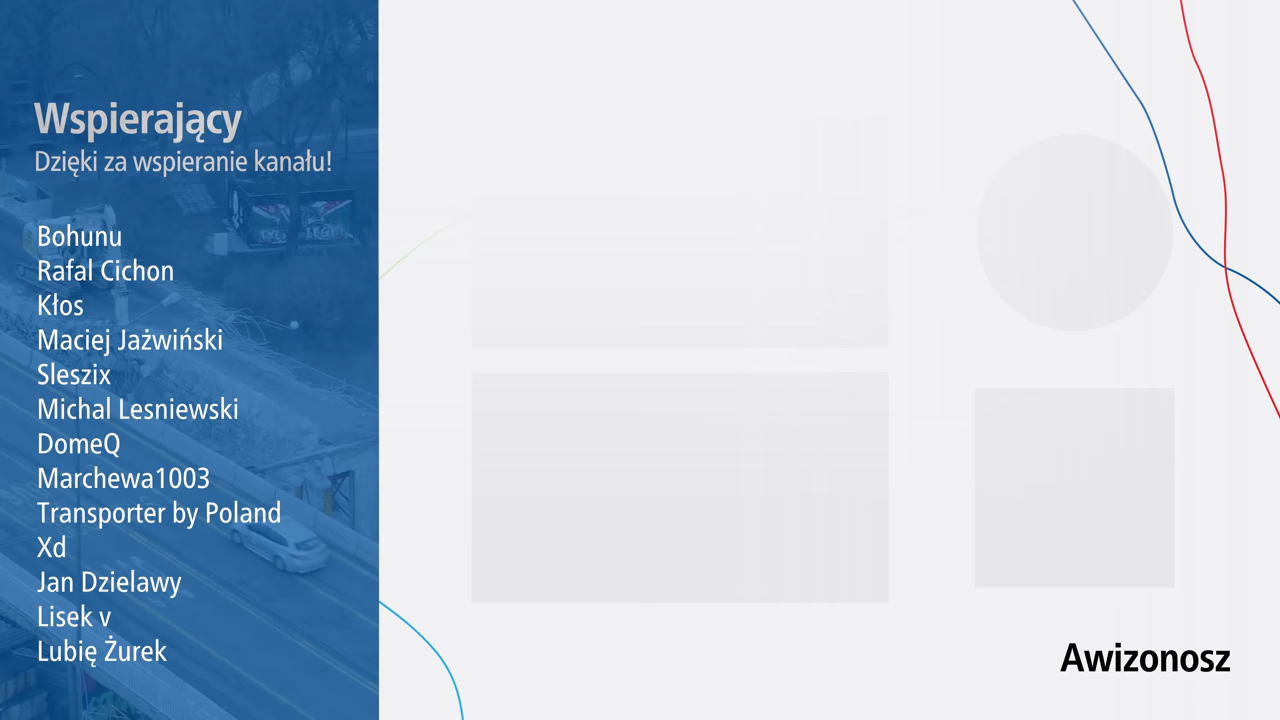 Wspierający
Dzięki za wspieranie kanału!
Bohunu
Rafal Cichon
Kłos
Maciej Jażwiński
Sleszix
Michal Lesniewski
DomeQ
Marchewa1003
Transporter by Poland
Xd
Jan Dzielawy
Lisek v
Lubię Żurek
Awizonosz